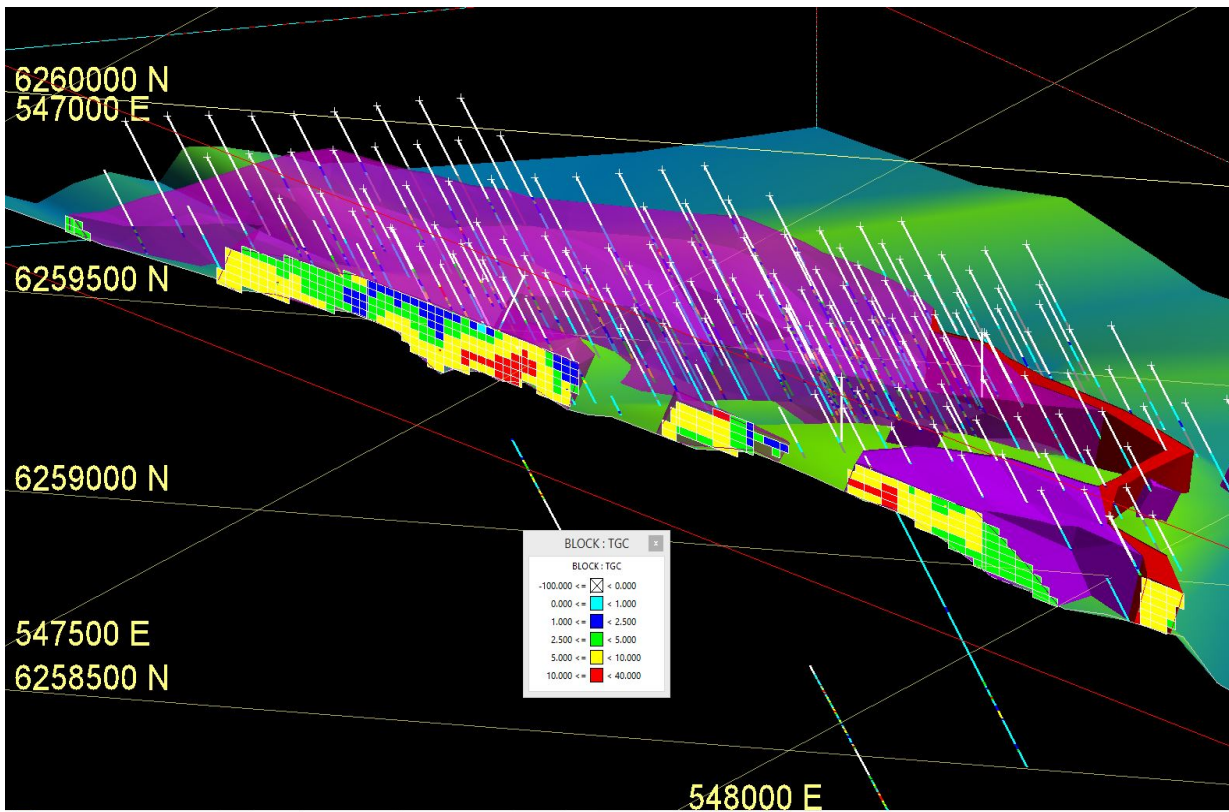 6260000 N
547000 E
6259500 N
6259000 N
547500 E
6258500 N
548000 E
BLOCK : TGC
x
BLOCK : TGC
-100.000 <= < 0.000
0.000 <= < 1.000
1.000 <= < 2.500
2.500 <= < 5.000
5.000 <= < 10.000
10.000 <= < 40.000